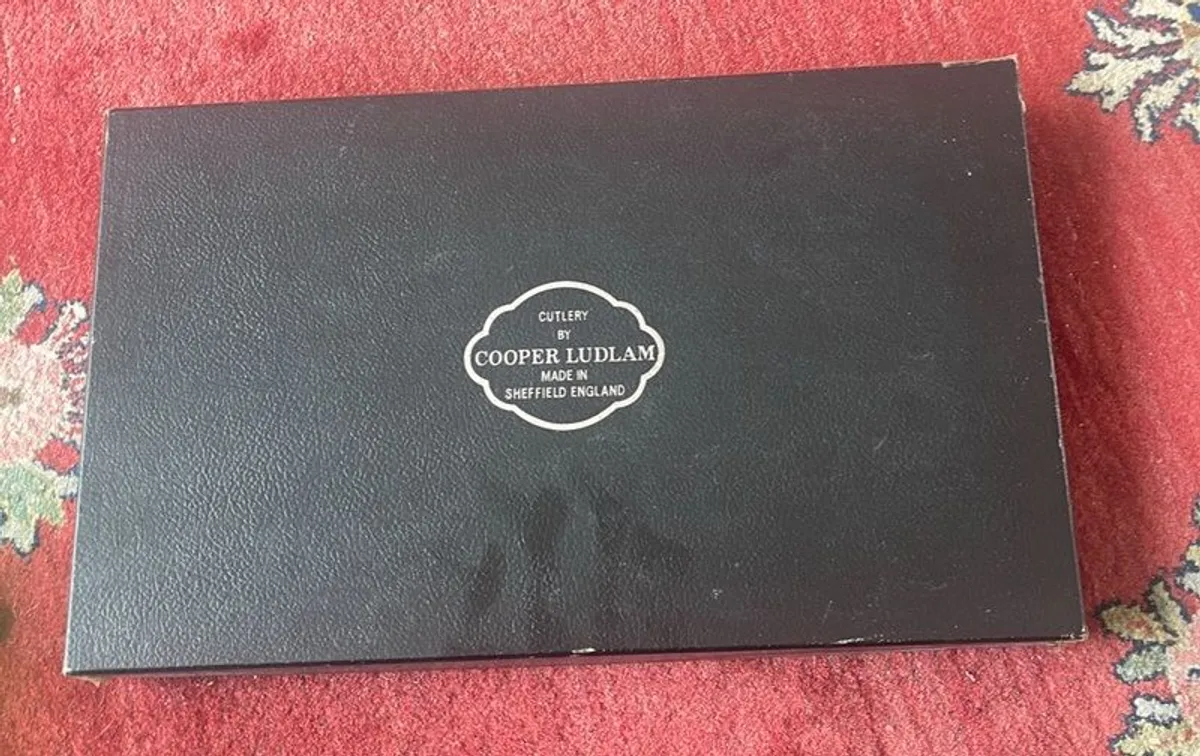 CUTLERY
BY
COOPER LUDLAM
MADE IN
SHEFFIELD ENGLAND